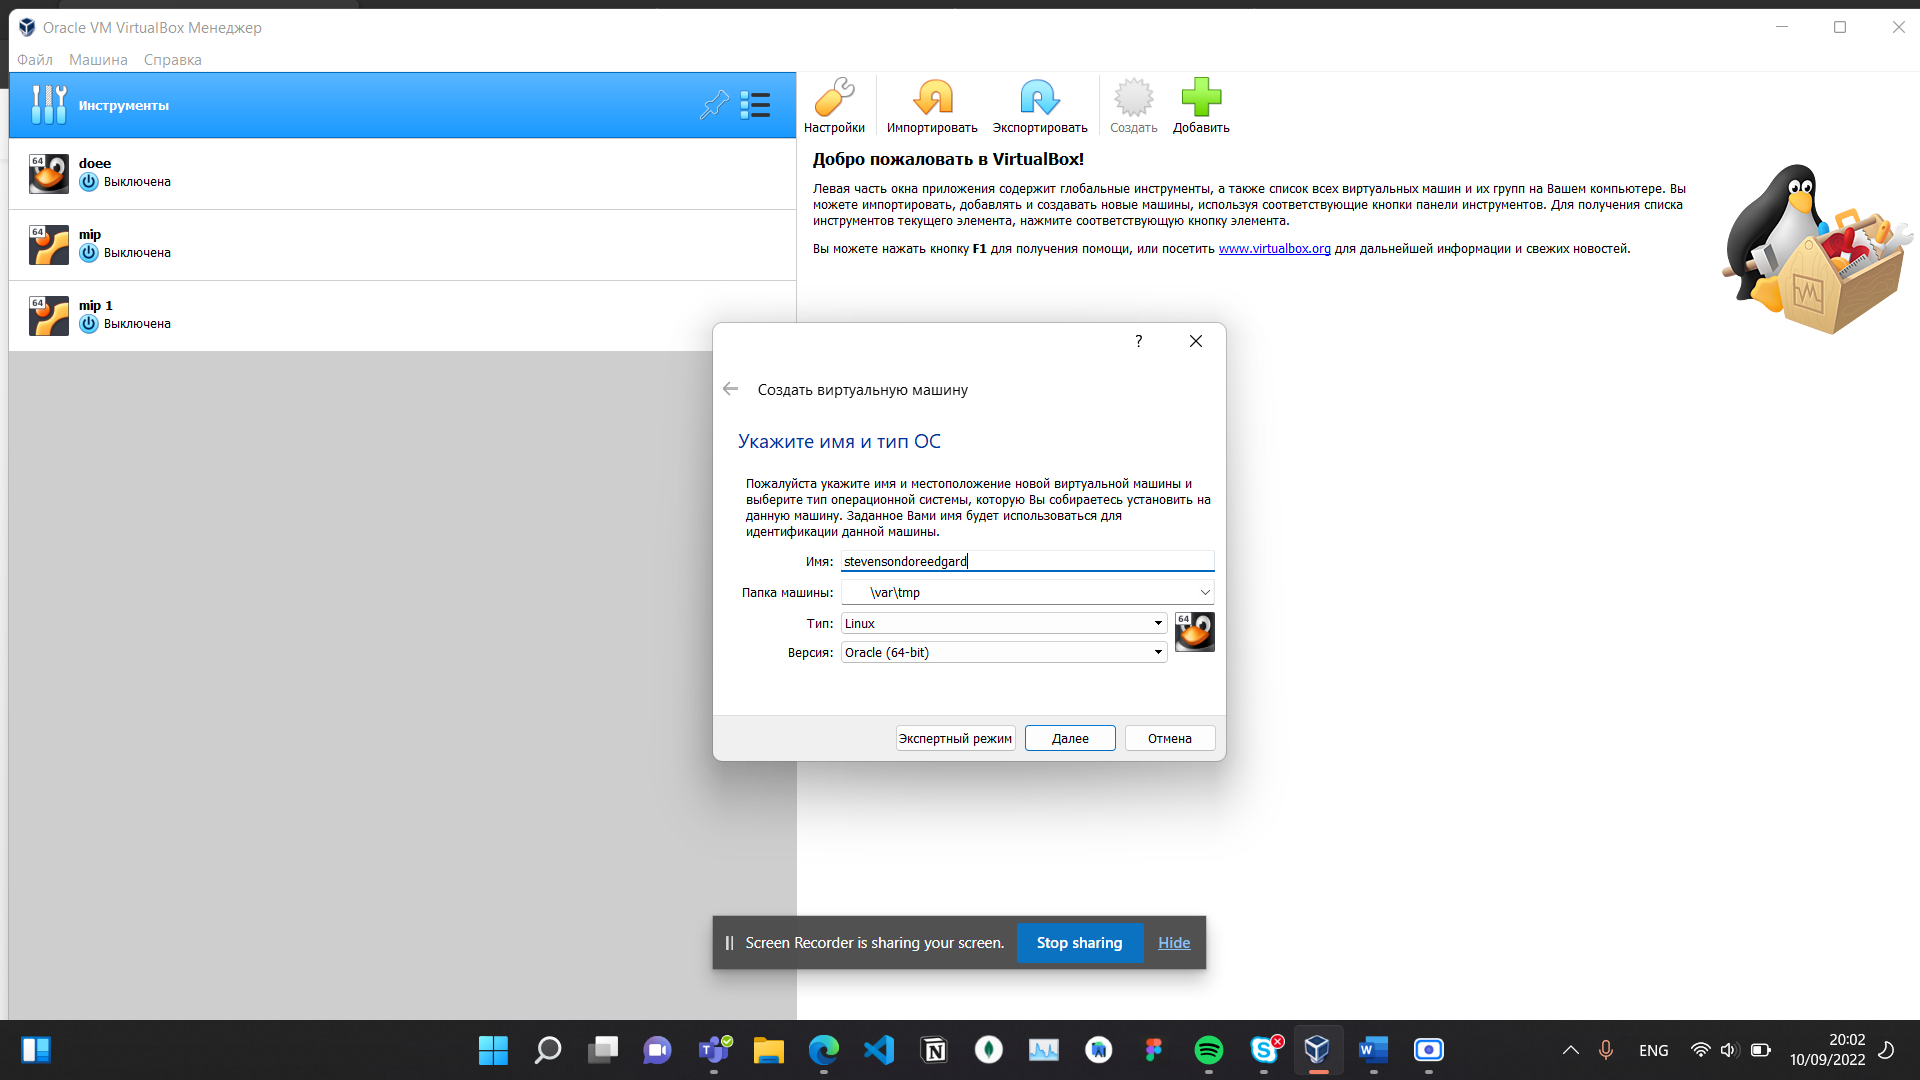 Oracle VM VirtualBox Менеджер
Файл Машина Справка
Инструменты
64
doee
Выключена
64
mip
Выключена
64
mip 1
Выключена
Настройки Импортировать Экспортировать Создать Добавить
Добро пожаловать в VirtualBox!
Левая часть окна приложения содержит глобальные инструменты, а также список всех виртуальных машин и их групп на Вашем компьютере. Вы
можете импортировать, добавлять и создавать новые машины, используя соответствующие кнопки панели инструментов. Для получения списка
инструментов текущего элемента, нажмите соответствующую кнопку элемента.
Вы можете нажать кнопку F1 для получения помощи, или посетить www.virtualbox.org для дальнейшей информации и свежих новостей.
?
Создать виртуальную машину
Укажите имя и тип ОС
Пожалуйста укажите имя и местоположение новой виртуальной машины и
выберите тип операционной системы, которую Вы собираетесь установить на
данную машину. Заданное Вами имя будет использоваться для
идентификации данной машины.
Имя: stevensondoreedgard
Папка машины: \var\tmp
Тип: Linux
64
Версия: Oracle (64-bit)
Экспертный режим Далее Отмена
Screen Recorder is sharing your screen. Stop sharing Hide
ENG
20:02
10/09/2022